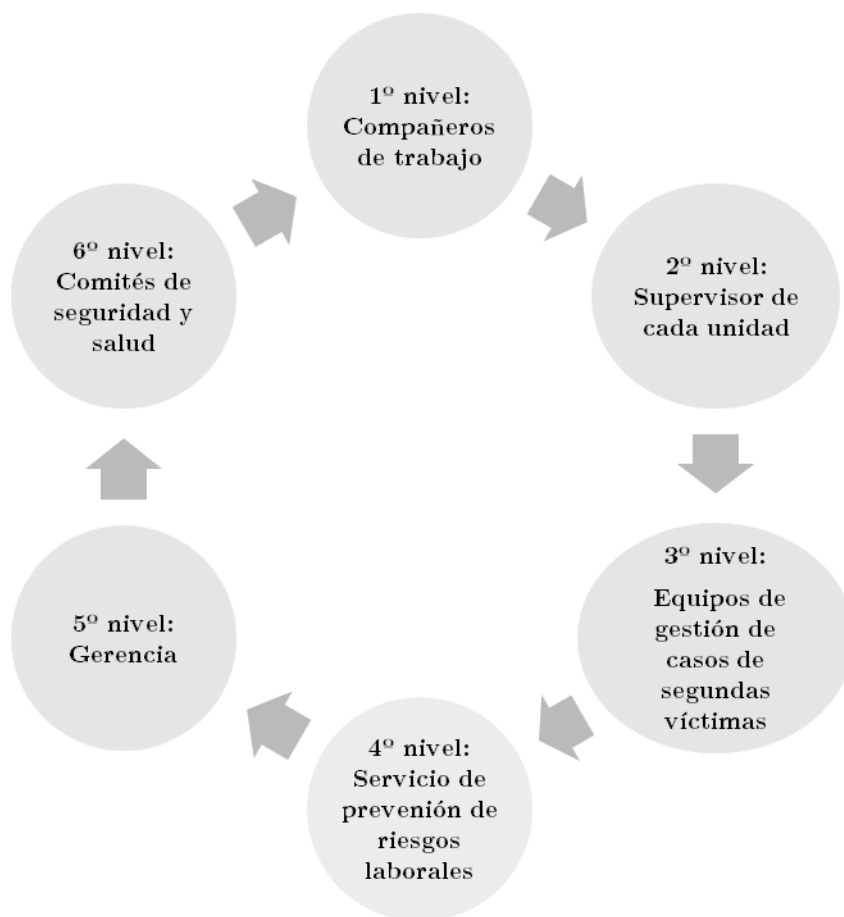 1º nivel:
Compañeros
de trabajo
2º nivel:
Supervisor de
cada unidad
3º nivel:
Equipos de
gestión de
casos de
segundas
víctimas
4º nivel:
Servicio de
prevenión de
riesgos
laborales
5º nivel:
Gerencia
6º nivel:
Comités de
seguridad y
salud